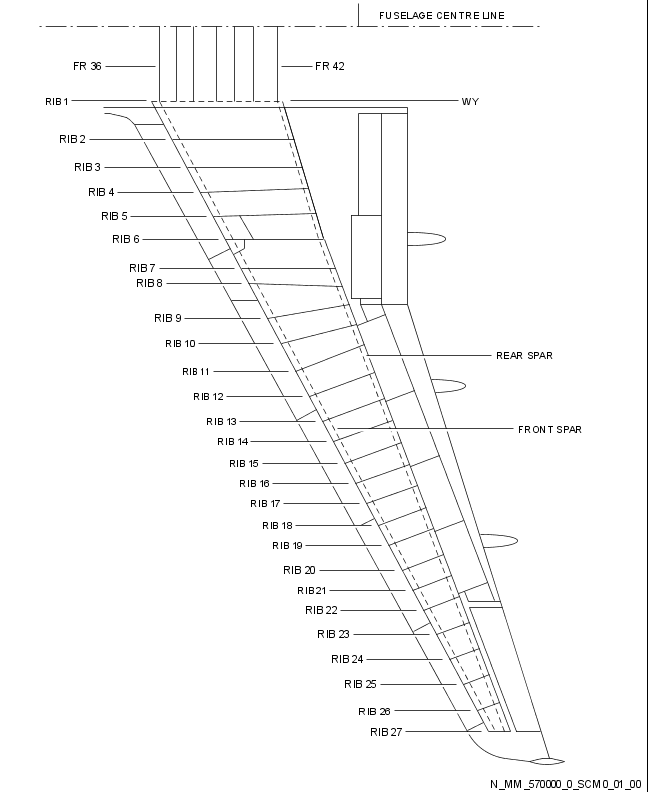 FUSELAGE CENTRE LINE
FR 36
FR 42
RIB 1
WY
RIB 2
RIB 3
RIB 4
RIB 5
RIB 6
RIB 7
RIB 8
RIB 9
RIB 10
REAR SPAR
RIB 11
RIB 12
RIB 13
FRONT SPAR
RIB 14
RIB 15
RIB 16
RIB 17
RIB 18
RIB 19
RIB 20
RIB 21
RIB 22
RIB 23
RIB 24
RIB 25
RIB 26
RIB 27
N_MM_570000_0_SCM0_01_00